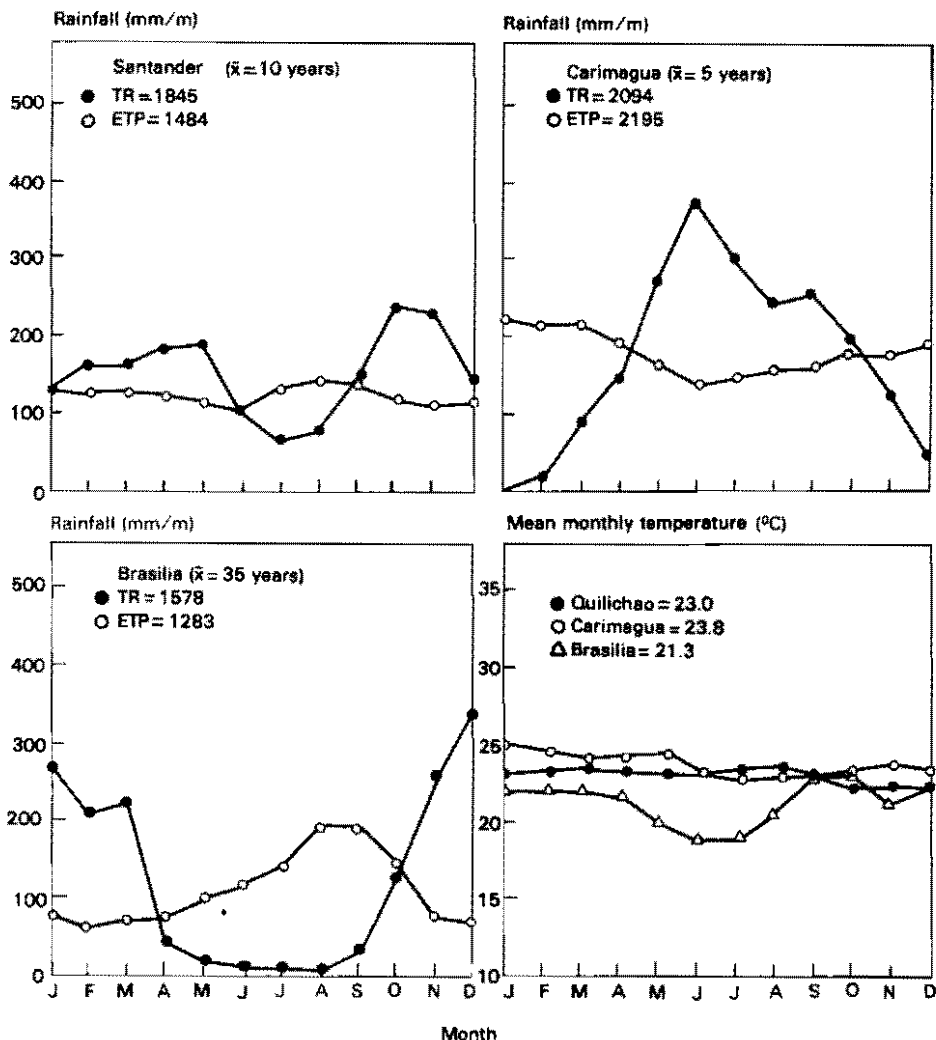 Rainfall (mm/m)
Santander (x̄ = 10 years)
TR = 1845
ETP = 1484
500
400
300
200
100
0
Rainfall (mm/m)
Carimagua (x̄ = 5 years)
TR = 2094
ETP = 2195
Rainfall (mm/m)
Brasilia (x̄ = 35 years)
TR = 1578
ETP = 1283
500
400
300
200
100
0
J F M A M J J A S O N D
Mean monthly temperature (ºC)
Quilichao = 23.0
Carimagua = 23.8
Brasilia = 21.3
35
30
25
20
15
10
J F M A M J J A S O N D
Month